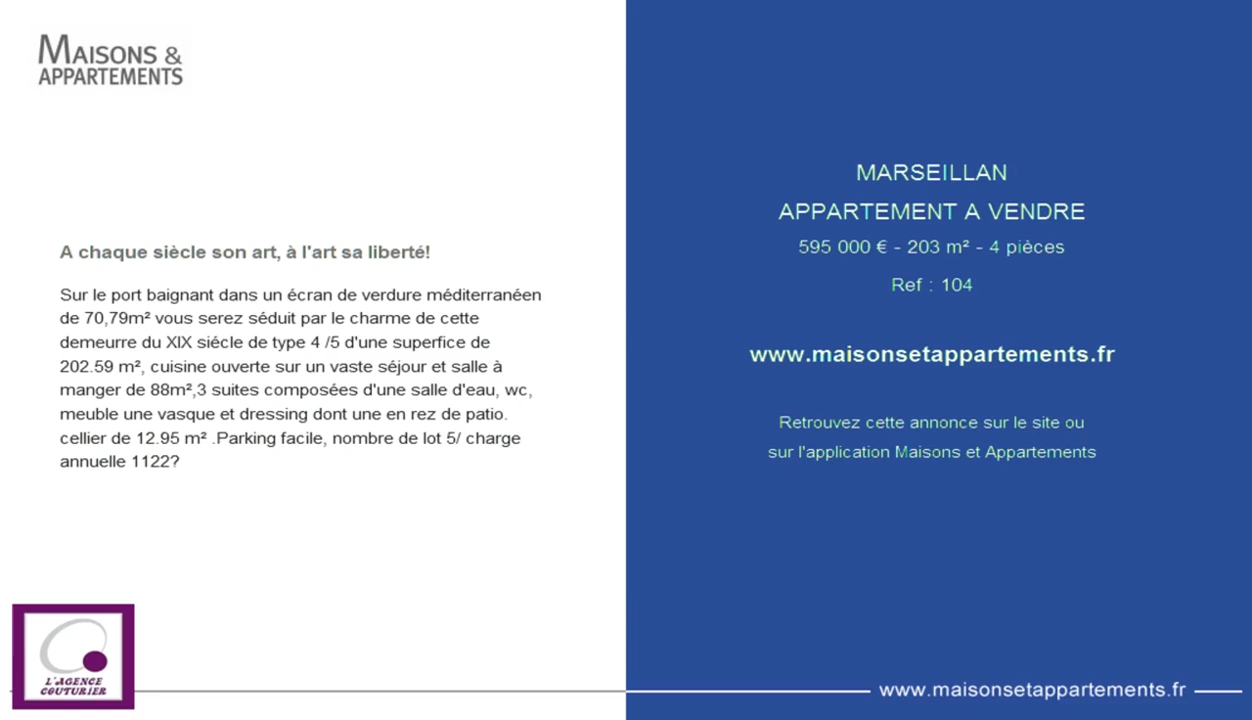 MAISONS &
APPARTEMENTS
A chaque siècle son art, à l'art sa liberté!
Sur le port baignant dans un écran de verdure méditerranéen
de 70,79m² vous serez séduit par le charme de cette
demeurre du XIX siécle de type 4 /5 d'une superfice de
202.59 m², cuisine ouverte sur un vaste séjour et salle à
manger de 88m²,3 suites composées d'une salle d'eau, wc,
meuble une vasque et dressing dont une en rez de patio.
cellier de 12.95 m² .Parking facile, nombre de lot 5/ charge
annuelle 1122?
L'AGENCE
COUTURIER
MARSEILLAN
APPARTEMENT A VENDRE
595 000 € - 203 m² - 4 pièces
Ref : 104
www.maisonsetappartements.fr
Retrouvez cette annonce sur le site ou
sur l'application Maisons et Appartements
www.maisonsetappartements.fr